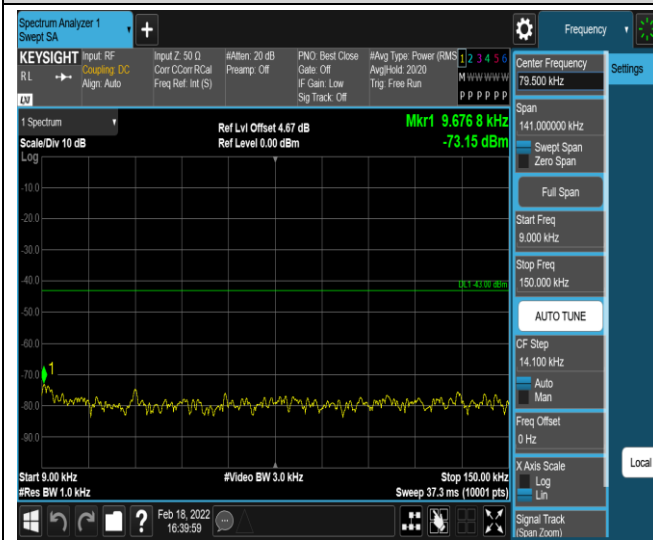 Spectrum Analyzer 1
Swept SA
+
Frequency
KEYSIGHT
RL
LXI
Input: RF
Coupling: DC
Align: Auto
Input Z: 50 Ω
Corr CCorr RCal
Freq Ref: Int (S)
#Atten: 20 dB
Preamp: Off
PNO: Best Close
Gate: Off
IF Gain: Low
Sig Track: Off
#Avg Type: Power (RMS
Avg|Hold: 20/20
Trig: Free Run
1 2 3 4 5 6
M W W W W W
P P P P P P
1 Spectrum
Scale/Div 10 dB
Log
Ref Lvl Offset 4.67 dB
Ref Level 0.00 dBm
Mkr1 9.676 8 kHz
-73.15 dBm
-10.0
-20.0
-30.0
-40.0
DL1 -43.00 dBm
-50.0
-60.0
-70.0
1
-80.0
-90.0
Start 9.00 kHz
#Res BW 1.0 kHz
#Video BW 3.0 kHz
Stop 150.00 kHz
Sweep 37.3 ms (10001 pts)
?
Feb 18, 2022
16:39:59
Center Frequency
79.500 kHz
Settings
Span
141.000000 kHz
Swept Span
Zero Span
Full Span
Start Freq
9.000 kHz
Stop Freq
150.000 kHz
AUTO TUNE
CF Step
14.100 kHz
Auto
Man
Freq Offset
0 Hz
X Axis Scale
Log
Lin
Local
Signal Track
(Span Zoom)